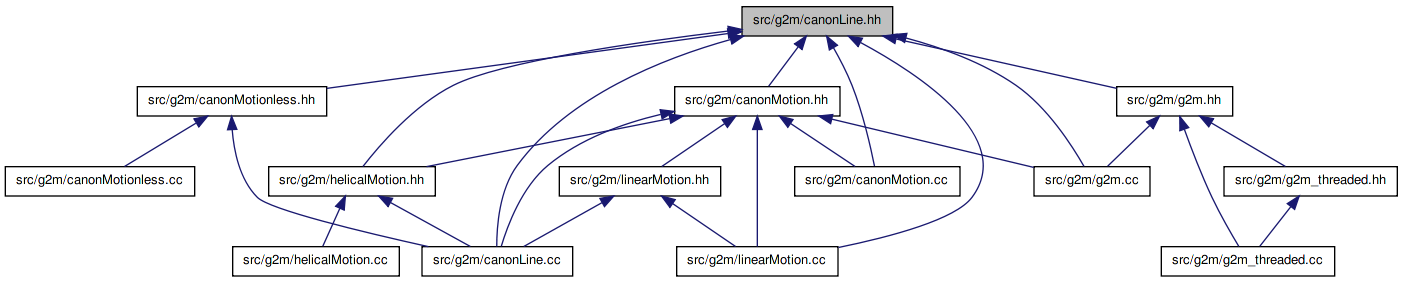 src/g2m/canonLine.hh
src/g2m/canonMotionless.hh
src/g2m/canonMotion.hh
src/g2m/g2m.hh
src/g2m/canonMotionless.cc
src/g2m/helicalMotion.hh
src/g2m/linearMotion.hh
src/g2m/canonMotion.cc
src/g2m/g2m.cc
src/g2m/g2m_threaded.hh
src/g2m/helicalMotion.cc
src/g2m/canonLine.cc
src/g2m/linearMotion.cc
src/g2m/g2m_threaded.cc